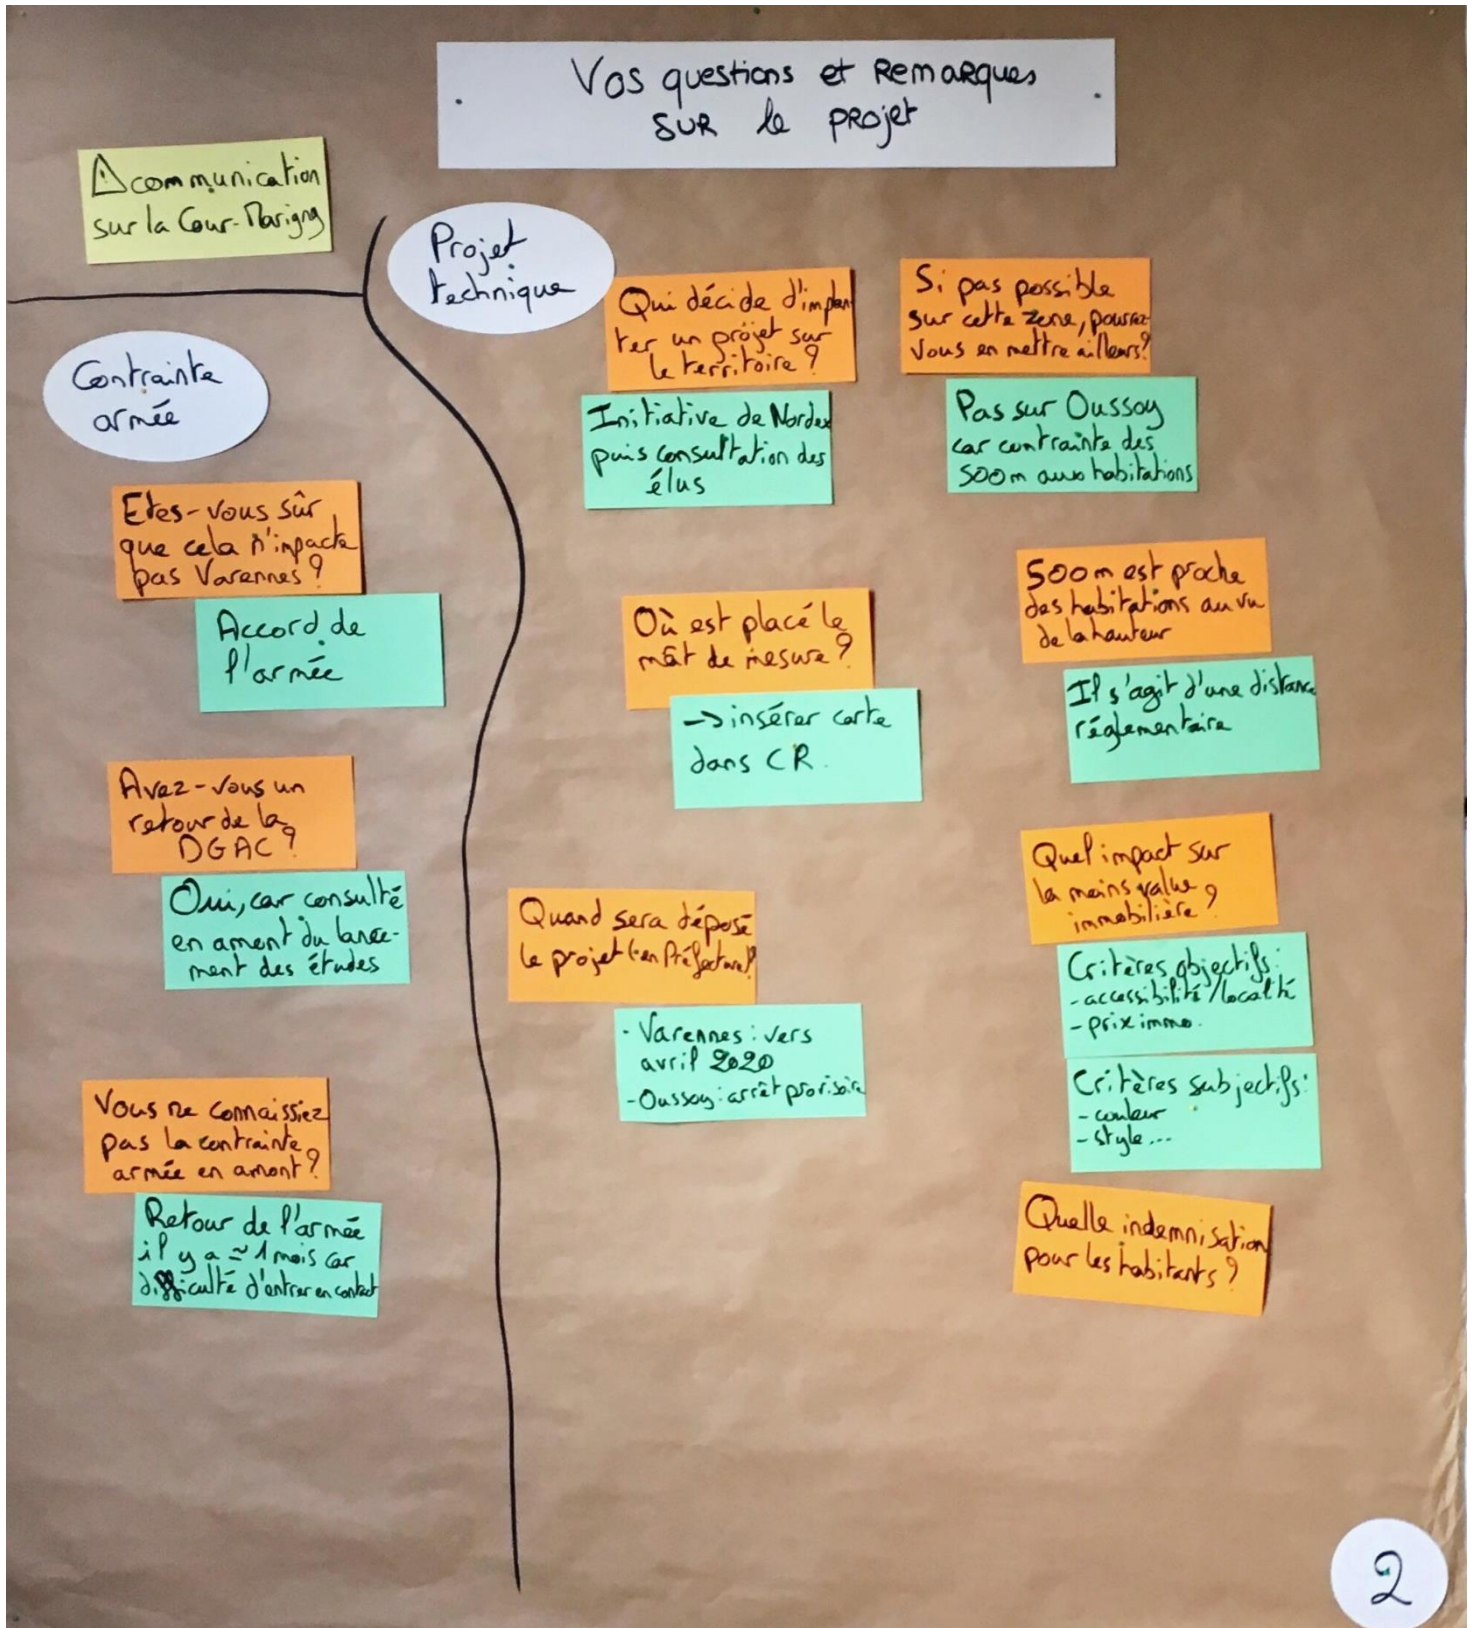 Vos questions et Remarques
SUR le PROjet
⚠ communication
sur la Cour-Marigny
Contrainte
armée
Etes-vous sûr
que cela n'impacte
pas Varennes ?
Accord de
l'armée
Avez-vous un
retour de la
DGAC ?
Oui, car consulté
en amont du lance-
ment des études
Vous ne connaissiez
pas la contrainte
armée en amont ?
Retour de l'armée
il y a ≃ 1 mois car
difficulté d'entrer en contact
Projet
technique
Qui décide d'implan
ter un projet sur
le territoire ?
Initiative de Nordex
puis consultation des
élus
Où est placé le
mât de mesure ?
-> insérer carte
dans CR.
Quand sera déposé
le projet (en Préfecture)?
- Varennes : vers
avril 2020
- Oussoy : arrêt provisoire
Si pas possible
sur cette zone, pourrez
vous en mettre ailleurs ?
Pas sur Oussoy
car contrainte des
500m aux habitations
500m est proche
des habitations au vu
de la hauteur
Il s'agit d'une distance
réglementaire
Quel impact sur
la moins value
immobilière ?
Critères objectifs :
- accessibilité/localité
- prix immo.
Critères subjectifs :
- couleur
- style...
Quelle indemnisation
pour les habitants ?
2